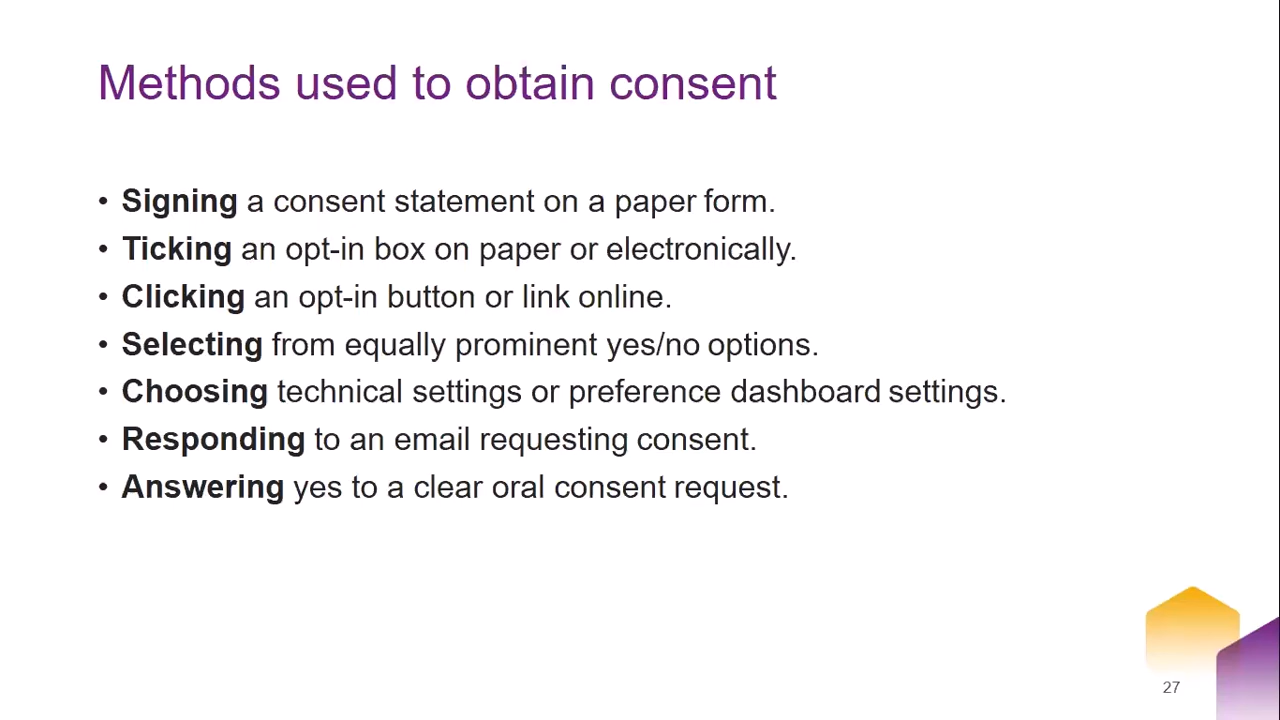 Methods used to obtain consent
• Signing a consent statement on a paper form.
• Ticking an opt-in box on paper or electronically.
• Clicking an opt-in button or link online.
• Selecting from equally prominent yes/no options.
• Choosing technical settings or preference dashboard settings.
• Responding to an email requesting consent.
• Answering yes to a clear oral consent request.
27